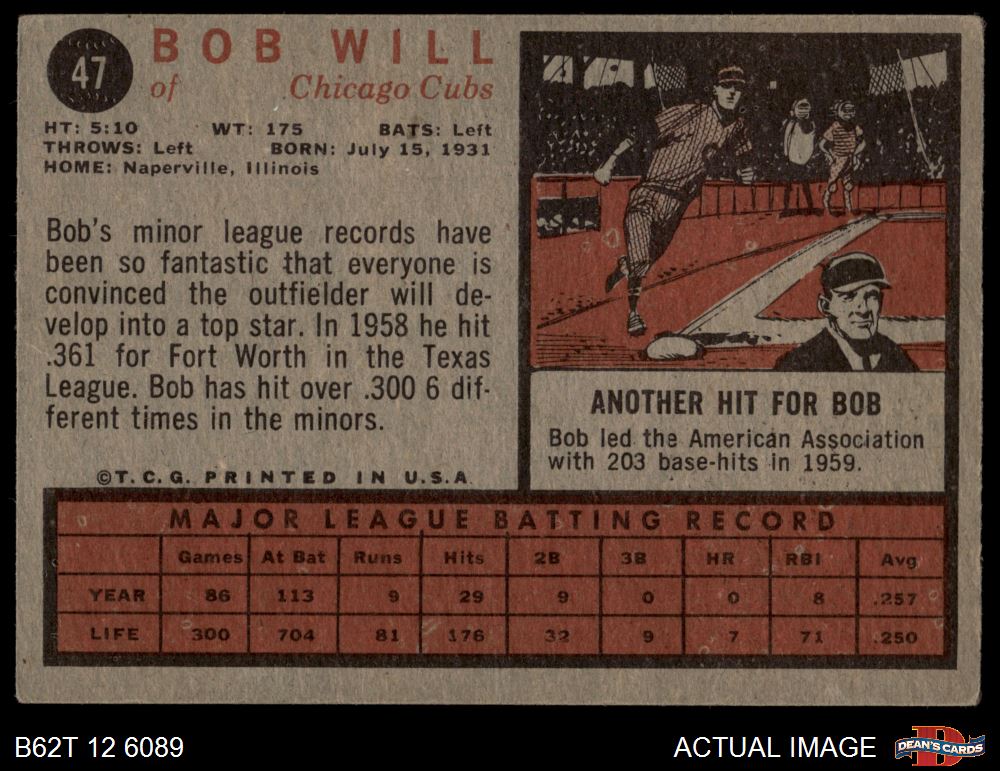 47
BOB WILL
of Chicago Cubs
HT: 5:10 WT: 175 BATS: Left
THROWS: Left BORN: July 15, 1931
HOME: Naperville, Illinois
Bob's minor league records have
been so fantastic that everyone is
convinced the outfielder will de-
velop into a top star. In 1958 he hit
.361 for Fort Worth in the Texas
League. Bob has hit over .300 6 dif-
ferent times in the minors.
©T.C.G. PRINTED IN U.S.A.
ANOTHER HIT FOR BOB
Bob led the American Association
with 203 base-hits in 1959.
MAJOR LEAGUE BATTING RECORD
Games At Bat Runs Hits 2B 3B HR RBI Avg
YEAR 86 113 9 29 9 0 0 8 .257
LIFE 300 704 81 176 32 9 7 71 .250
B62T 12 6089
ACTUAL IMAGE
DEAN'S CARDS